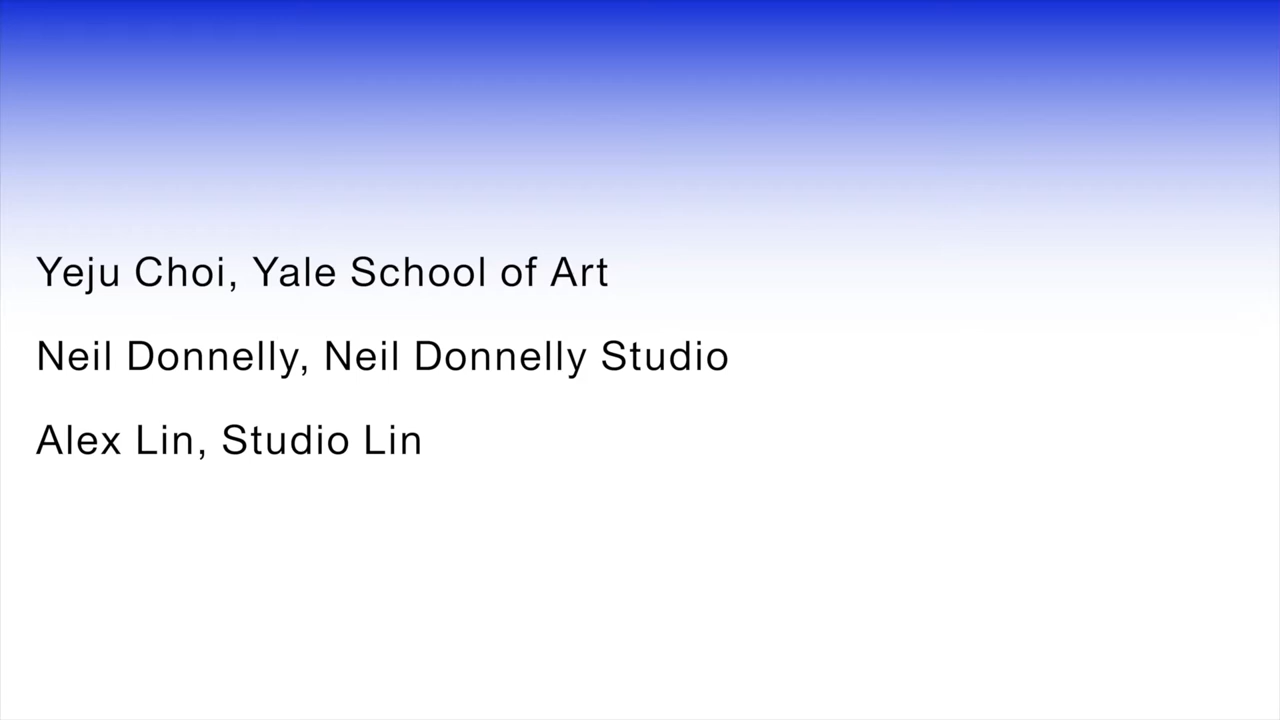 Yeju Choi, Yale School of Art
Neil Donnelly, Neil Donnelly Studio
Alex Lin, Studio Lin